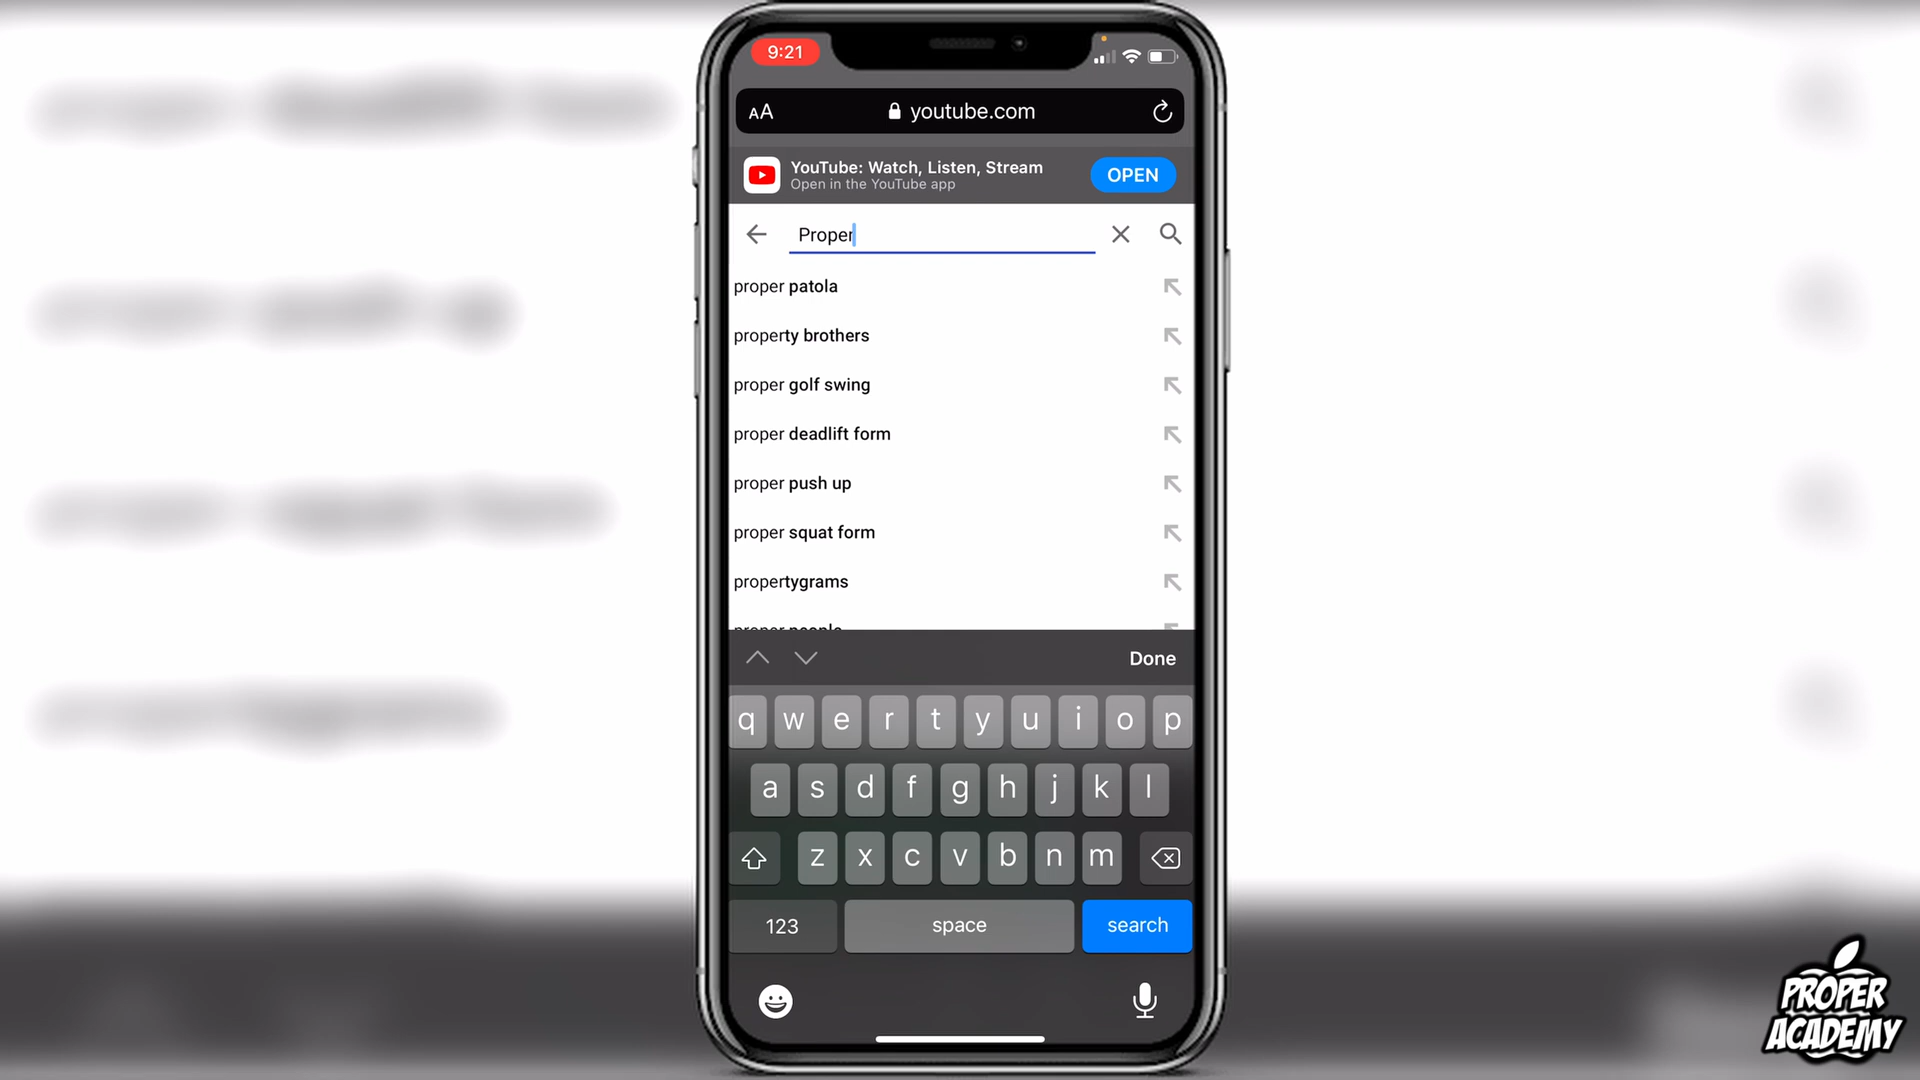 9:21
AA youtube.com
YouTube: Watch, Listen, Stream
Open in the YouTube app
OPEN
Proper
proper patola
property brothers
proper golf swing
proper deadlift form
proper push up
proper squat form
propertygrams
proper people
Done
q w e r t y u i o p
a s d f g h j k l
z x c v b n m
123 space search
PROPER
ACADEMY